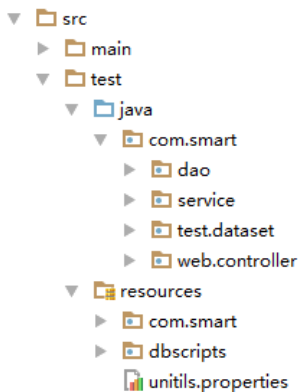 src
main
test
java
com.smart
dao
service
test.dataset
web.controller
resources
com.smart
dbscripts
unitils.properties